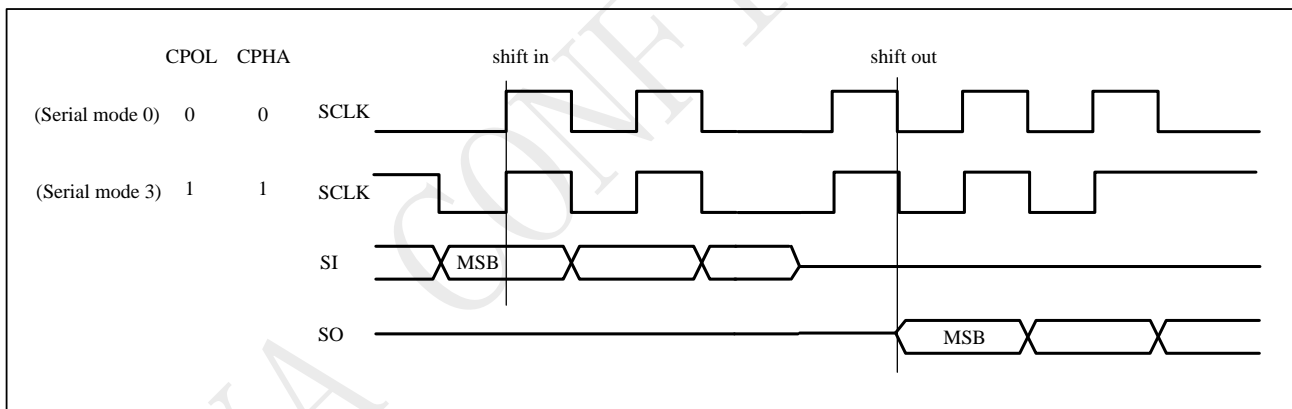 CPOL CPHA shift in shift out
(Serial mode 0) 0 0 SCLK
(Serial mode 3) 1 1 SCLK
SI MSB
SO MSB